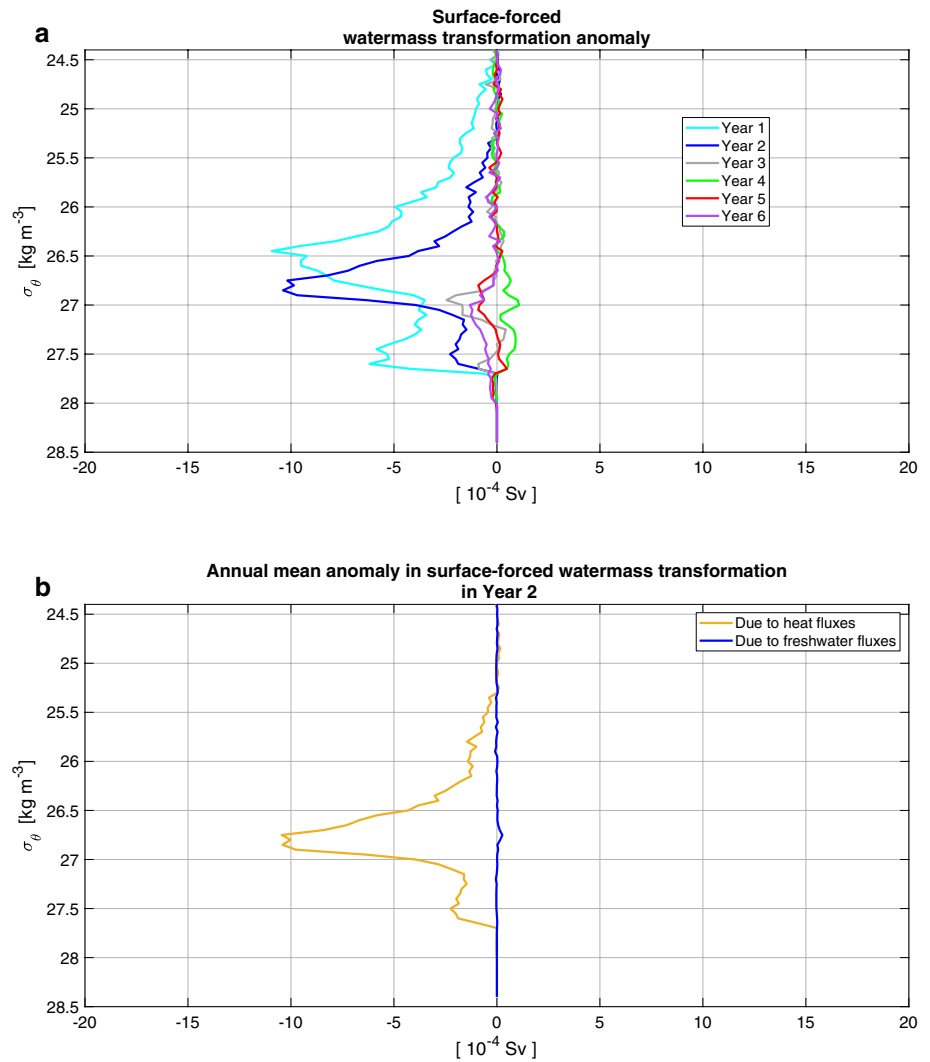 a
Surface-forced
watermass transformation anomaly
24.5
25
25.5
26
26.5
27
27.5
28
28.5
σθ [kg m-3]
Year 1
Year 2
Year 3
Year 4
Year 5
Year 6
-20 -15 -10 -5 0 5 10 15 20
[ 10-4 Sv ]
b
Annual mean anomaly in surface-forced watermass transformation
in Year 2
24.5
25
25.5
26
26.5
27
27.5
28
28.5
σθ [kg m-3]
Due to heat fluxes
Due to freshwater fluxes
-20 -15 -10 -5 0 5 10 15 20
[ 10-4 Sv ]